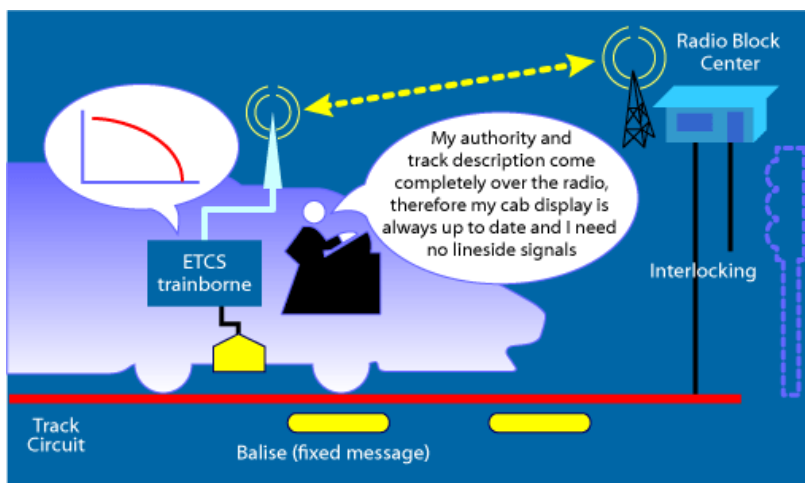 Radio Block
Center
My authority and
track description come
completely over the radio,
therefore my cab display is
always up to date and I need
no lineside signals
ETCS
trainborne
Interlocking
Track
Circuit
Balise (fixed message)